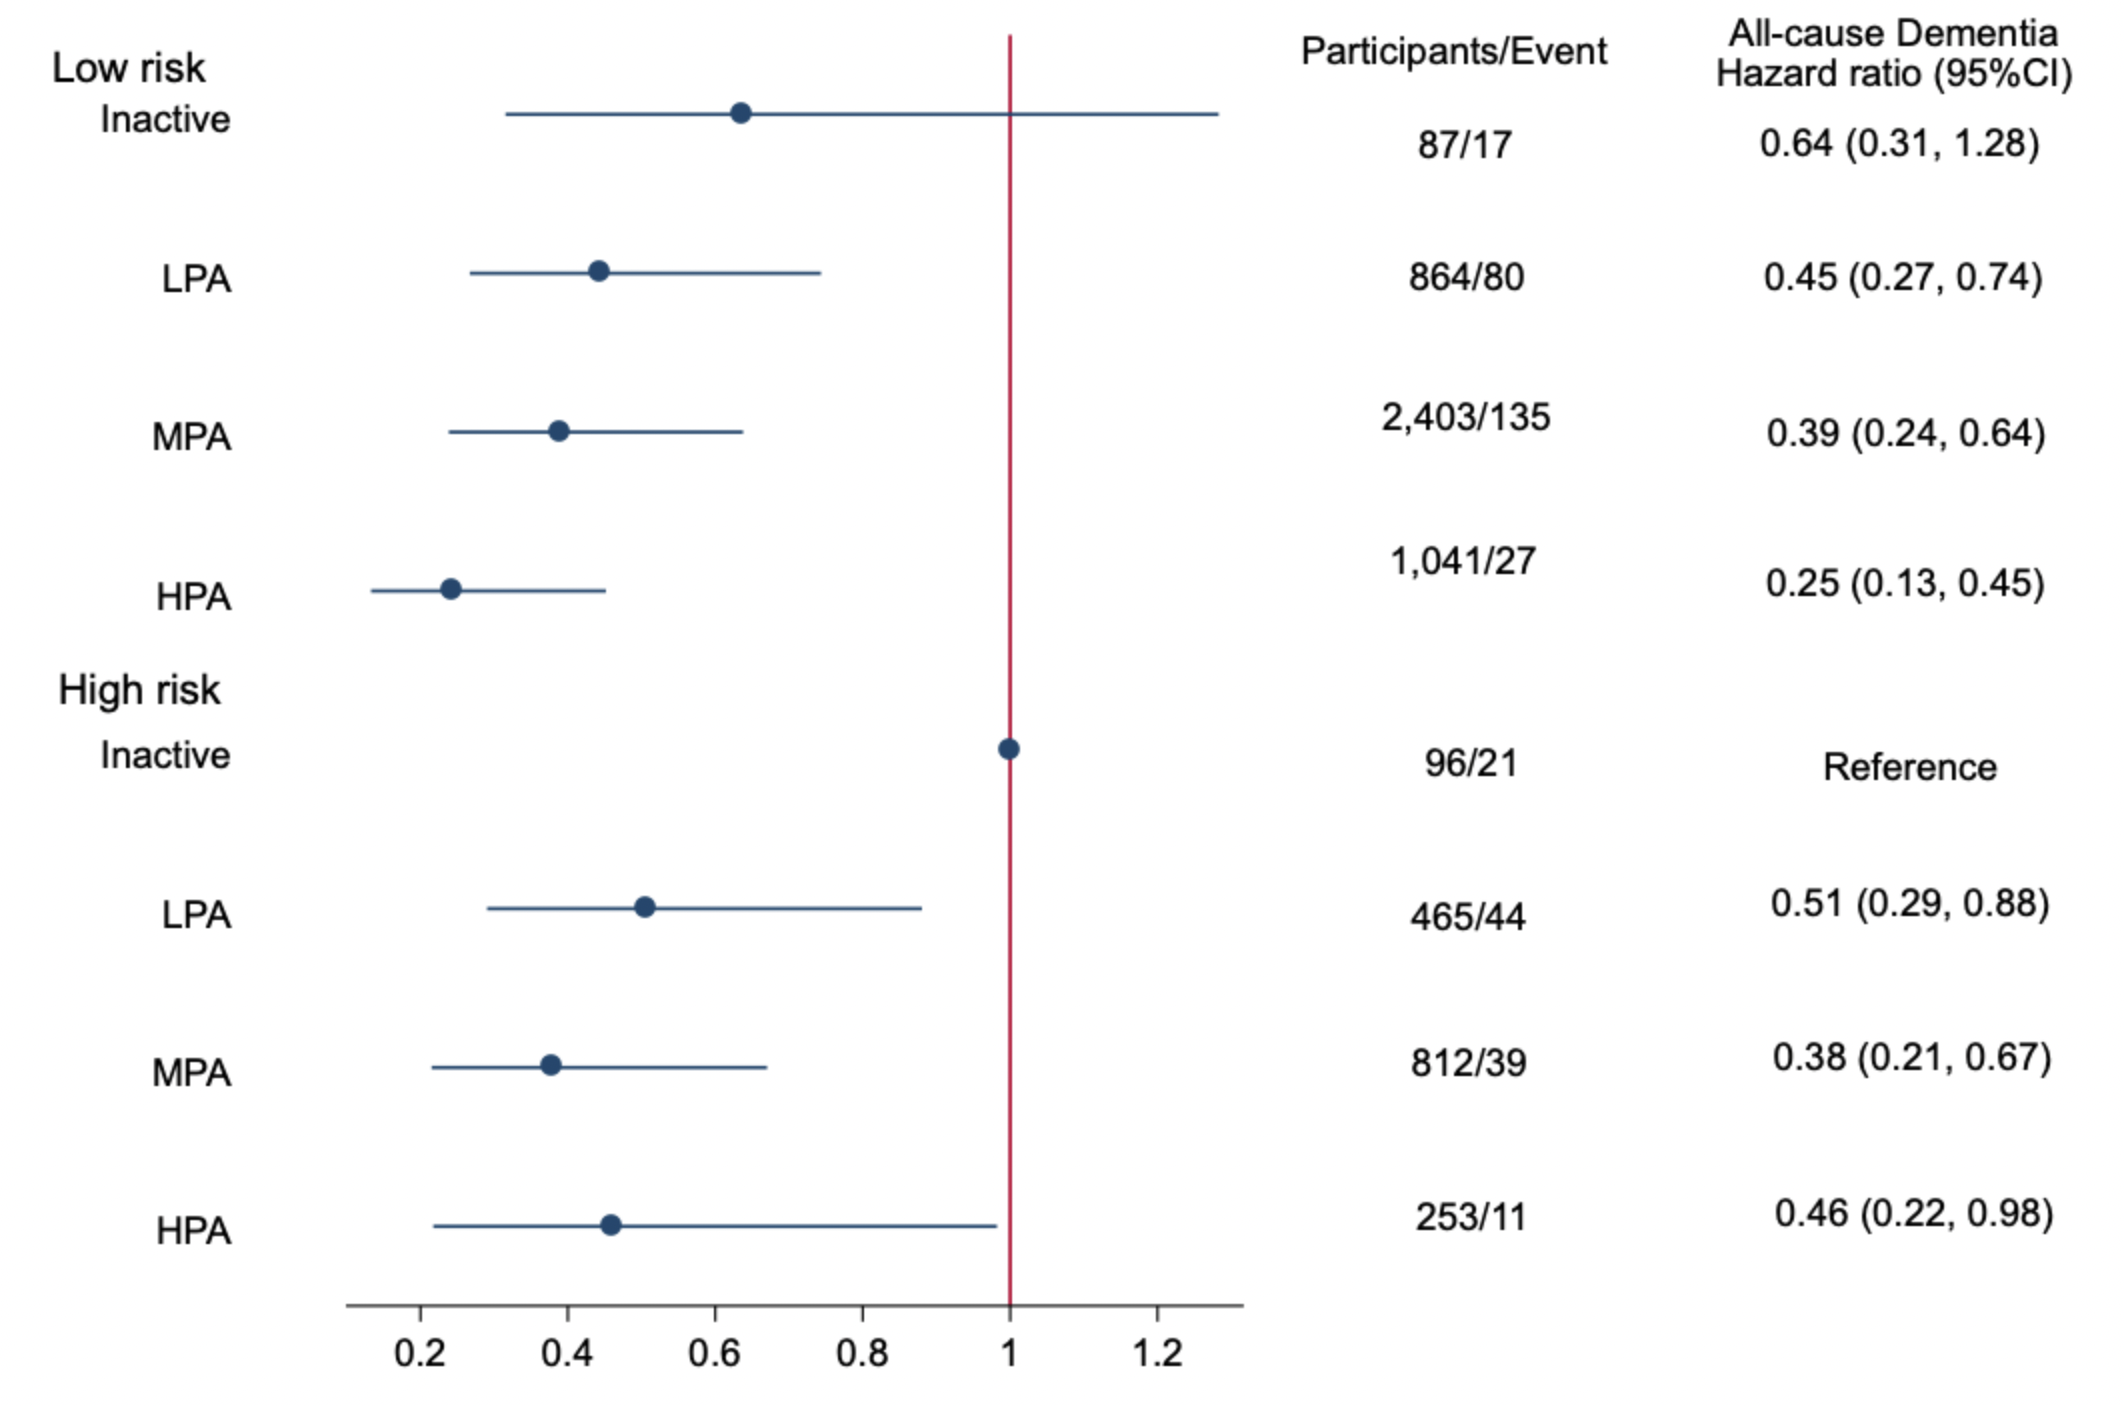 Participants/Event
All-cause Dementia
Hazard ratio (95%CI)
Low risk
Inactive
87/17
0.64 (0.31, 1.28)
LPA
864/80
0.45 (0.27, 0.74)
MPA
2,403/135
0.39 (0.24, 0.64)
HPA
1,041/27
0.25 (0.13, 0.45)
High risk
Inactive
96/21
Reference
LPA
465/44
0.51 (0.29, 0.88)
MPA
812/39
0.38 (0.21, 0.67)
HPA
253/11
0.46 (0.22, 0.98)
0.2 0.4 0.6 0.8 1 1.2